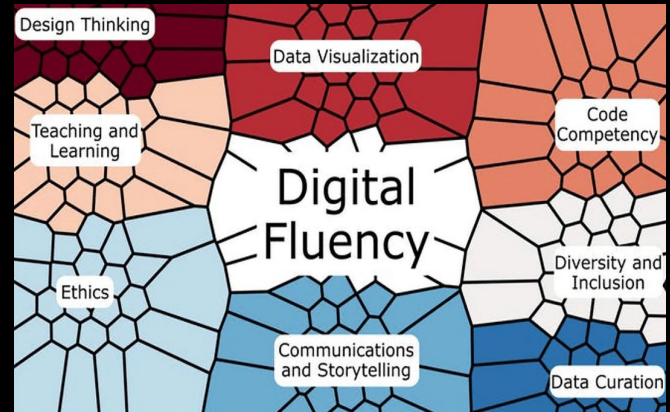 Design Thinking
Data Visualization
Code
Competency
Teaching and
Learning
Digital
Fluency
Diversity and
Inclusion
Ethics
Communications
and Storytelling
Data Curation